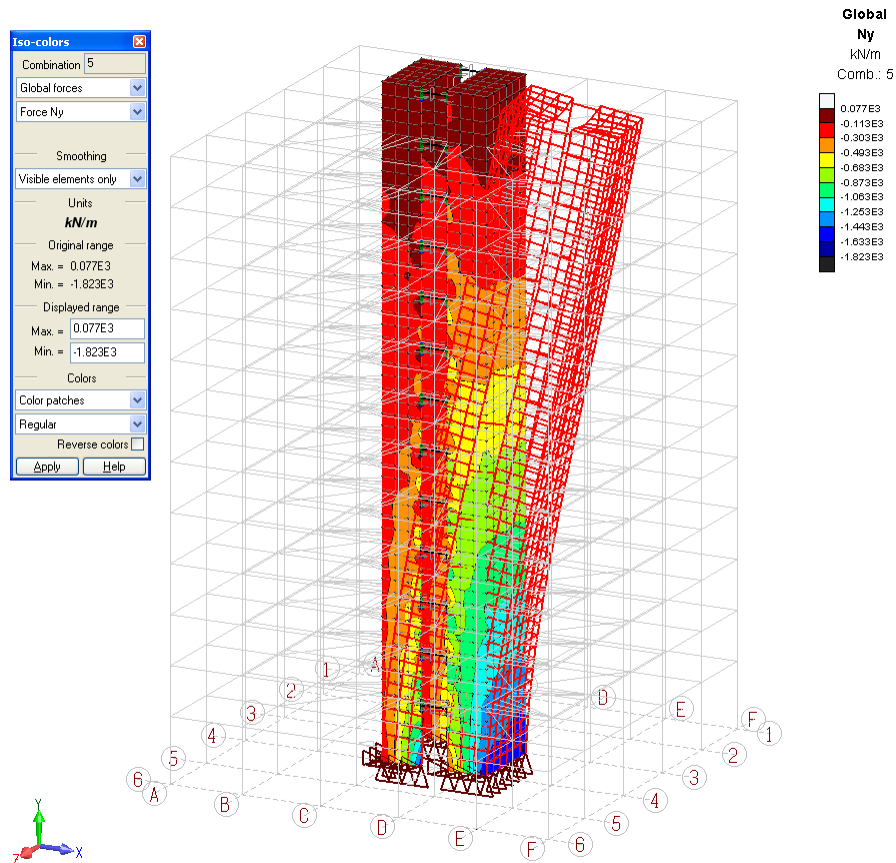 Iso-colors
Combination 5
Global forces
Force Ny
Smoothing
Visible elements only
Units
kN/m
Original range
Max. = 0.077E3
Min. = -1.823E3
Displayed range
Max. = 0.077E3
Min. = -1.823E3
Colors
Color patches
Regular
Reverse colors
Apply Help
Global
Ny
kN/m
Comb.: 5
0.077E3
-0.113E3
-0.303E3
-0.493E3
-0.683E3
-0.873E3
-1.063E3
-1.253E3
-1.443E3
-1.633E3
-1.823E3
A
1
2
3
4
5
6
A
B
C
D
E
F
D
E
F
1
2
3
4
5
6
Y
X
Z